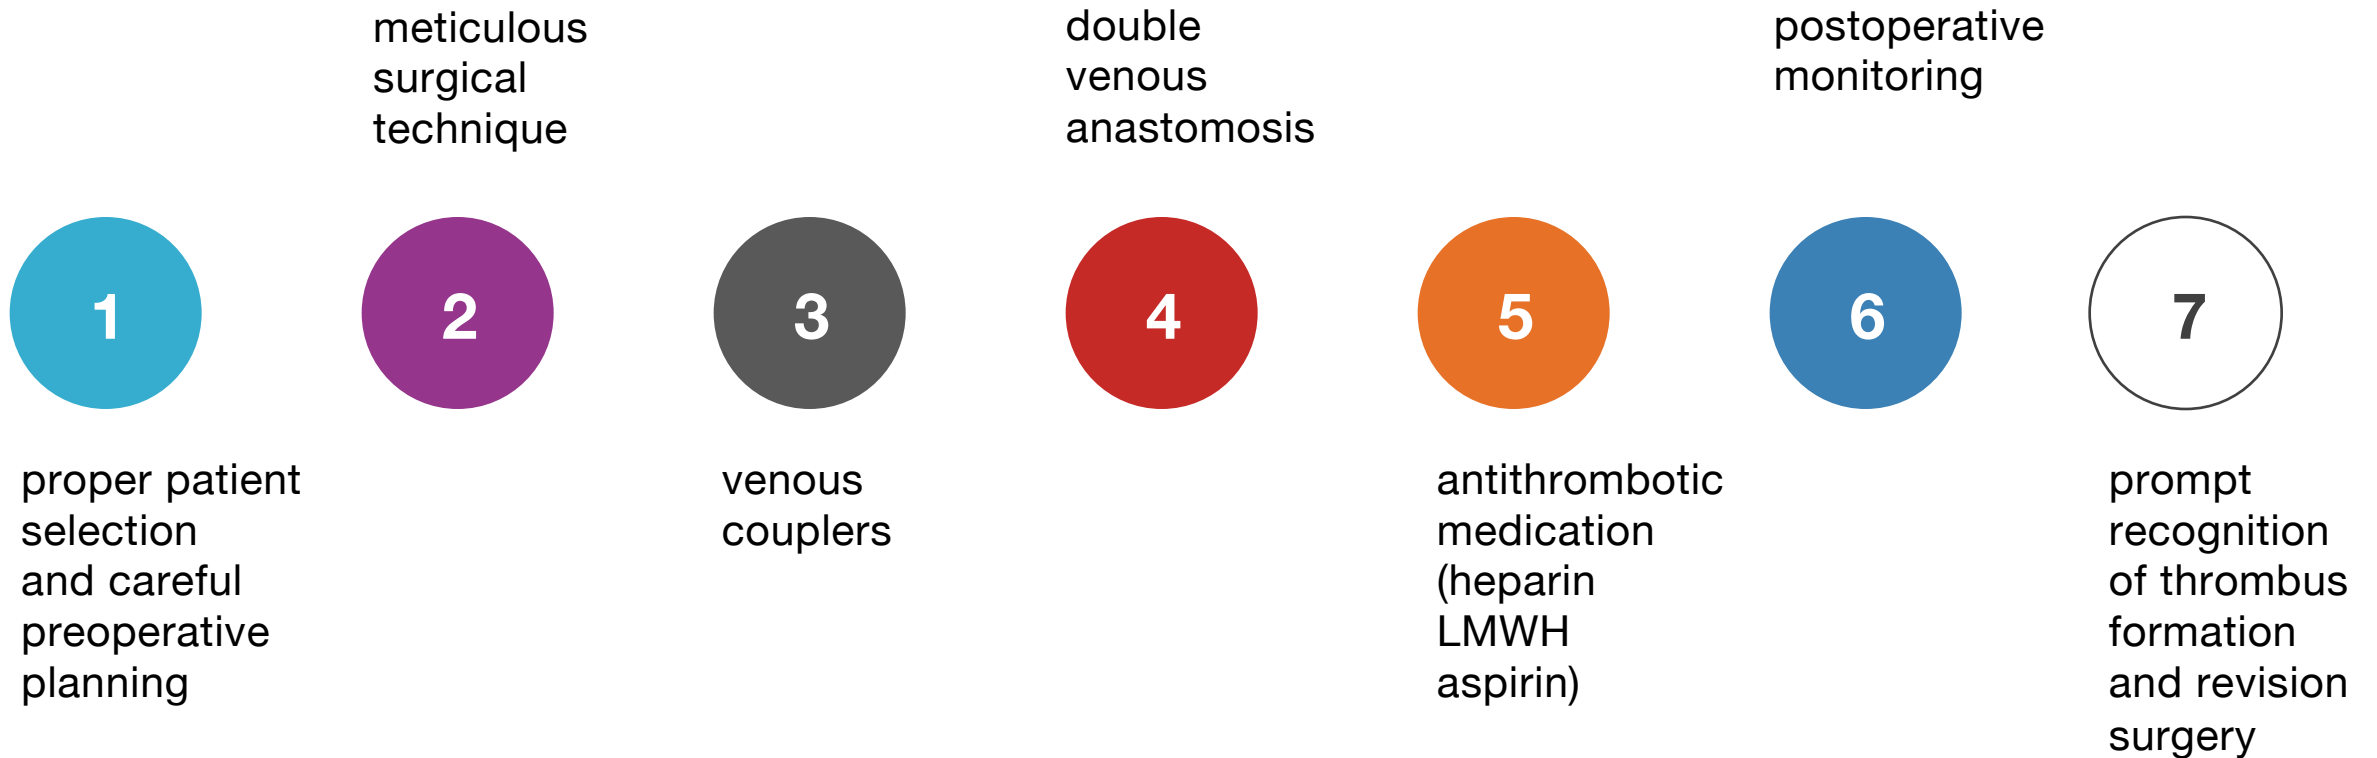 meticulous
surgical
technique
double
venous
anastomosis
postoperative
monitoring
1
2
3
4
5
6
7
proper patient
selection
and careful
preoperative
planning
venous
couplers
antithrombotic
medication
(heparin
LMWH
aspirin)
prompt
recognition
of thrombus
formation
and revision
surgery